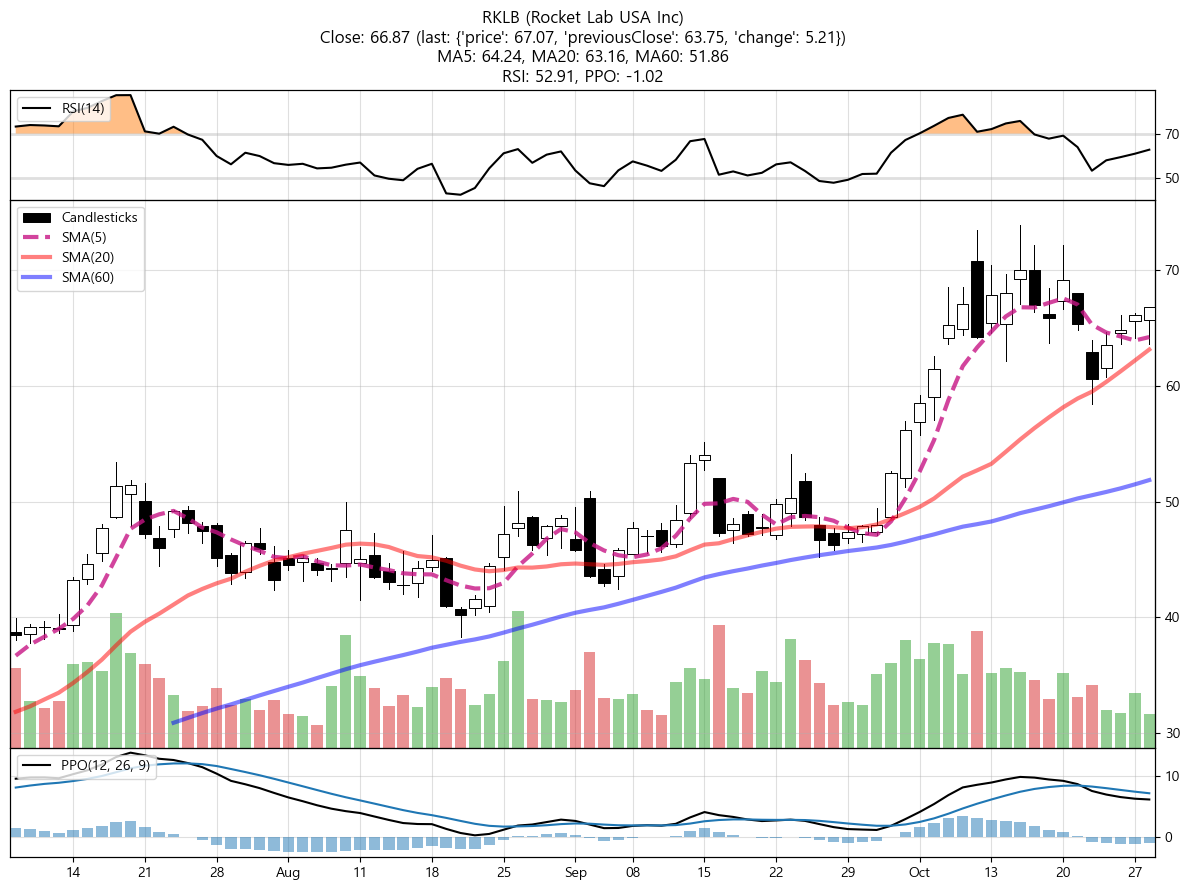 RKLB (Rocket Lab USA Inc)
Close: 66.87 (last: {'price': 67.07, 'previousClose': 63.75, 'change': 5.21})
MA5: 64.24, MA20: 63.16, MA60: 51.86
RSI: 52.91, PPO: -1.02
RSI(14)
70
50
Candlesticks
SMA(5)
SMA(20)
SMA(60)
70
60
50
40
30
PPO(12, 26, 9)
10
0
14 21 28 Aug 11 18 25 Sep 08 15 22 29 Oct 13 20 27